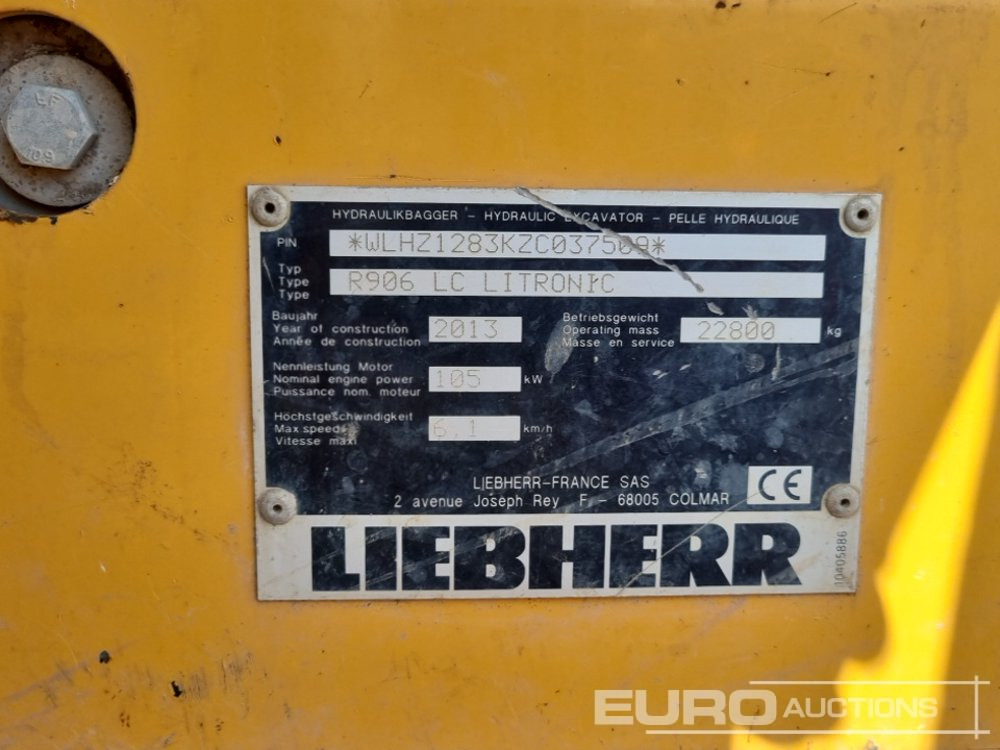 LF
109
HYDRAULIKBAGGER - HYDRAULIC EXCAVATOR - PELLE HYDRAULIQUE
PIN *WLHZ1283KZC037509*
Typ
Type R906 LC LITRONIC
Type
Baujahr
Year of construction 2013
Année de construction
Betriebsgewicht
Operating mass 22800 kg
Masse en service
Nennleistung Motor
Nominal engine power 105 kW
Puissance nom. moteur
Höchstgeschwindigkeit
Max.speed 6,1 km/h
Vitesse maxi
LIEBHERR-FRANCE SAS
2 avenue Joseph Rey F - 68005 COLMAR
CE
LIEBHERR
10405886
EURO AUCTIONS